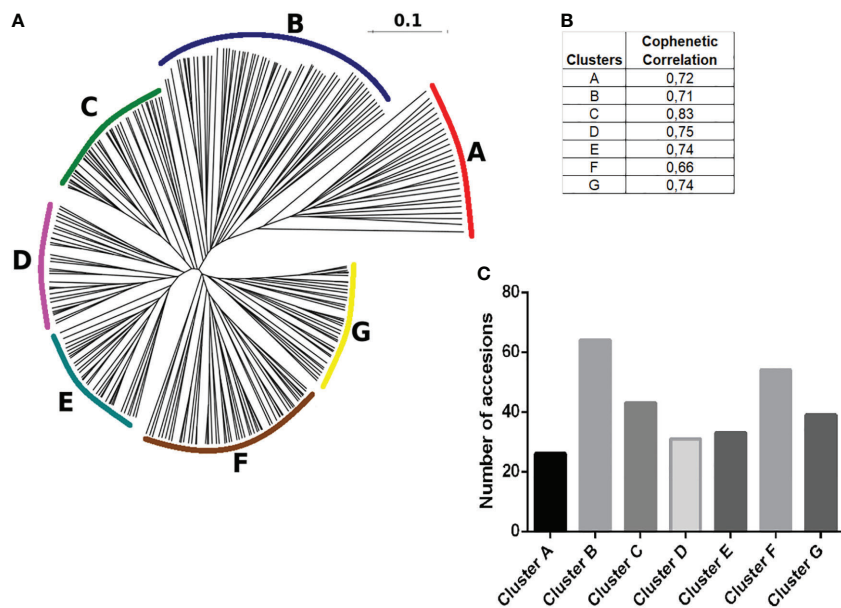 A
B
C
D
E
F
G
A
0.1
B
Clusters Cophenetic Correlation
A 0,72
B 0,71
C 0,83
D 0,75
E 0,74
F 0,66
G 0,74
C
Number of accesions
80
60
40
20
0
Cluster A
Cluster B
Cluster C
Cluster D
Cluster E
Cluster F
Cluster G